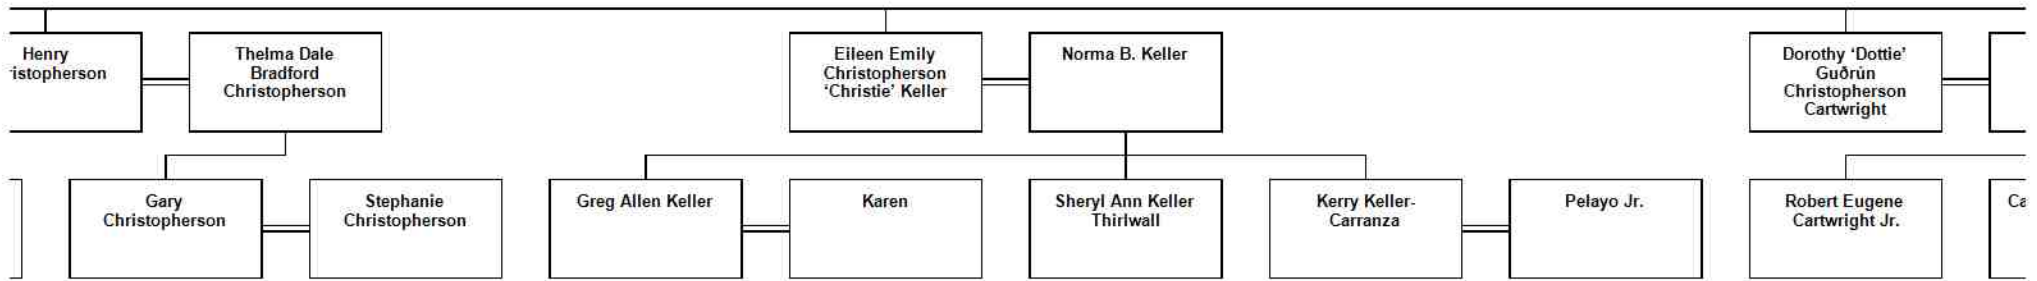 Henry
ristopherson
Thelma Dale
Bradford
Christopherson
Eileen Emily
Christopherson
‘Christie’ Keller
Norma B. Keller
Dorothy ‘Dottie’
Guðrún
Christopherson
Cartwright
Gary
Christopherson
Stephanie
Christopherson
Greg Allen Keller
Karen
Sheryl Ann Keller
Thirlwall
Kerry Keller-
Carranza
Pelayo Jr.
Robert Eugene
Cartwright Jr.
Ca